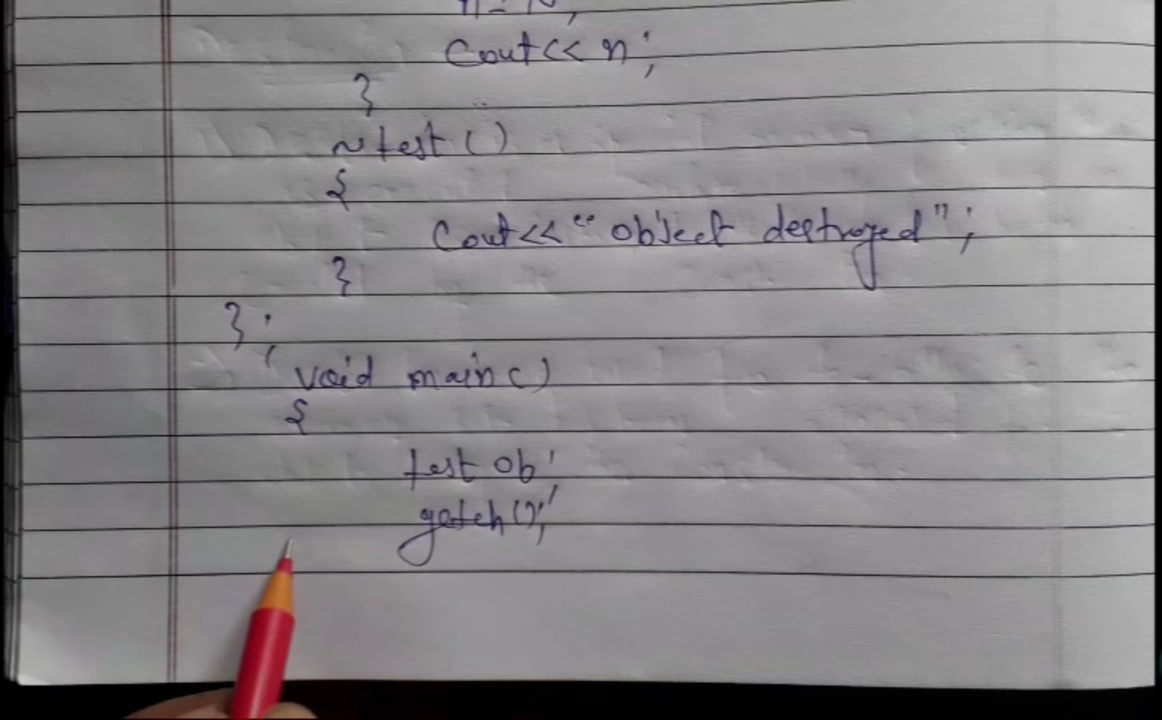 Cout<< n;
}
~test()
{
Cout<<"object destroyed";
}
};
void main()
{
test ob;
getch();